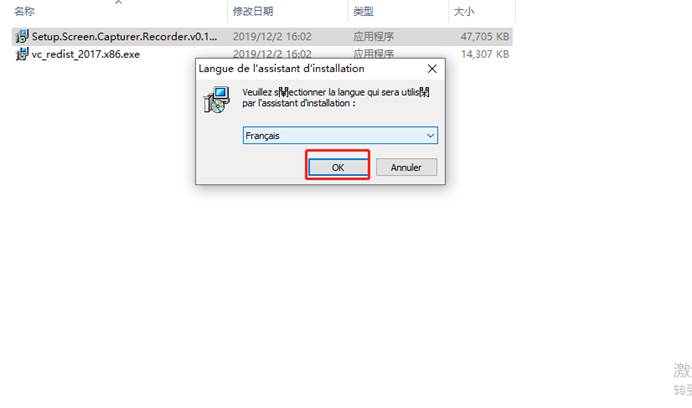 名称 修改日期 类型 大小
Setup.Screen.Capturer.Recorder.v0.1... 2019/12/2 16:02 应用程序 47,705 KB
vc_redist_2017.x86.exe 2019/12/2 16:02 应用程序 14,307 KB
Langue de l'assistant d'installation
Veuillez ectionner la langue qui sera utilis
par l'assistant d'installation :
Français
OK Annuler
激
转到